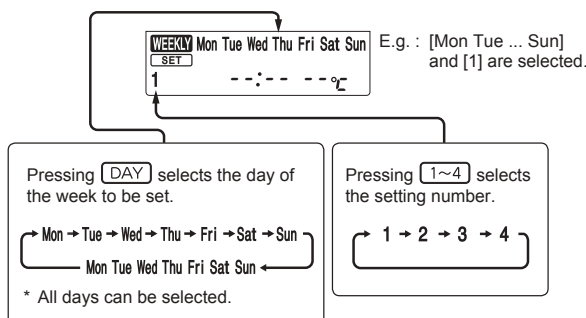 WEEKLY Mon Tue Wed Thu Fri Sat Sun
SET
1 --:-- --°C
E.g. : [Mon Tue ... Sun]
and [1] are selected.
Pressing DAY selects the day of
the week to be set.
Mon → Tue → Wed → Thu → Fri → Sat → Sun
Mon Tue Wed Thu Fri Sat Sun
* All days can be selected.
Pressing 1~4 selects
the setting number.
1 → 2 → 3 → 4